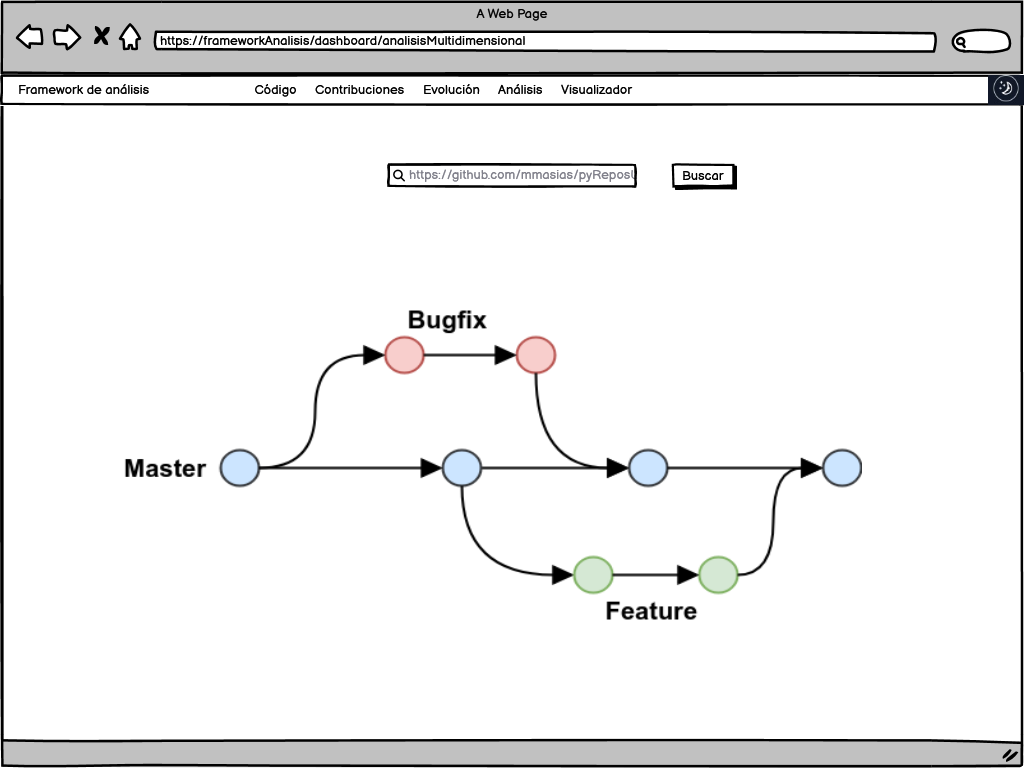 A Web Page
https://frameworkAnalisis/dashboard/analisisMultidimensional
Framework de análisis Código Contribuciones Evolución Análisis Visualizador
https://github.com/mmasias/pyRepos Buscar
Bugfix
Master
Feature